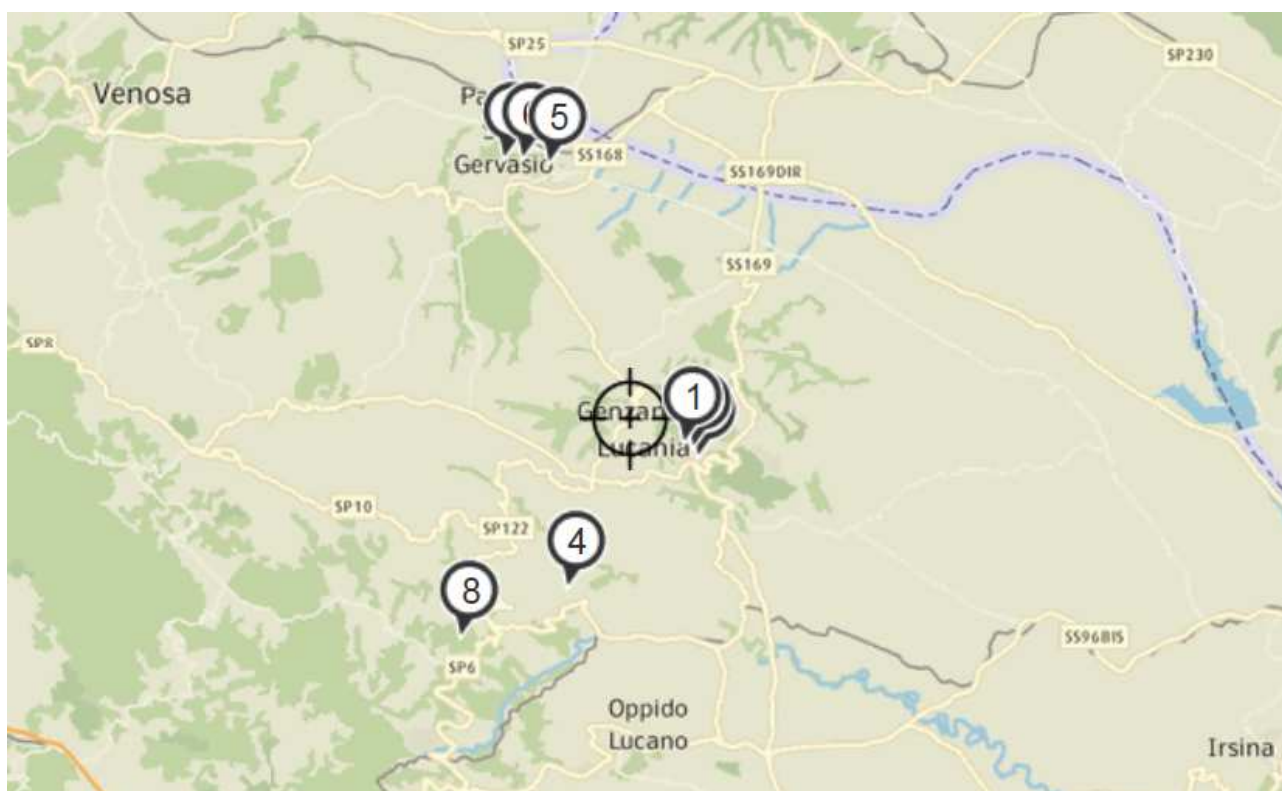 SP25
SP230
Venosa
5
Gervasio
SS168
SS169DIR
SS169
SP8
1
Lucania
SP10
SP122
4
8
SS96BIS
SP6
Oppido
Lucano
Irsina